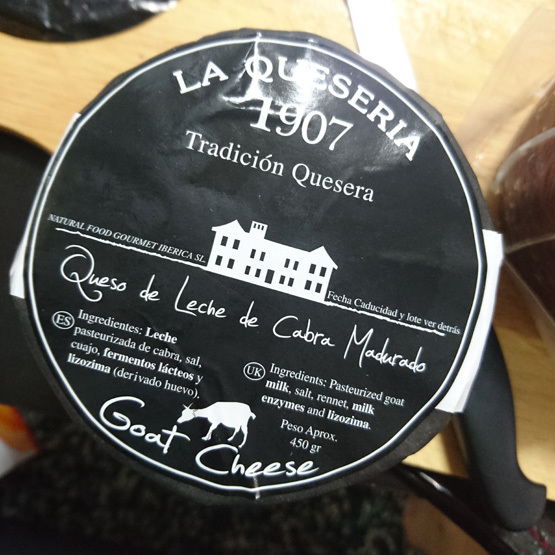 LA QUESERIA
1907
Tradición Quesera
NATURAL FOOD GOURMET IBERICA SL.
Fecha Caducidad y lote ver detrás
Queso de Leche de Cabra Madurado
ES
Ingredientes: Leche
pasteurizada de cabra, sal,
cuajo, fermentos lácteos y
lizozima (derivado huevo).
UK
Ingredients: Pasteurized goat
milk, salt, rennet, milk
enzymes and lizozima.
Peso Aprox.
450 gr
Goat Cheese